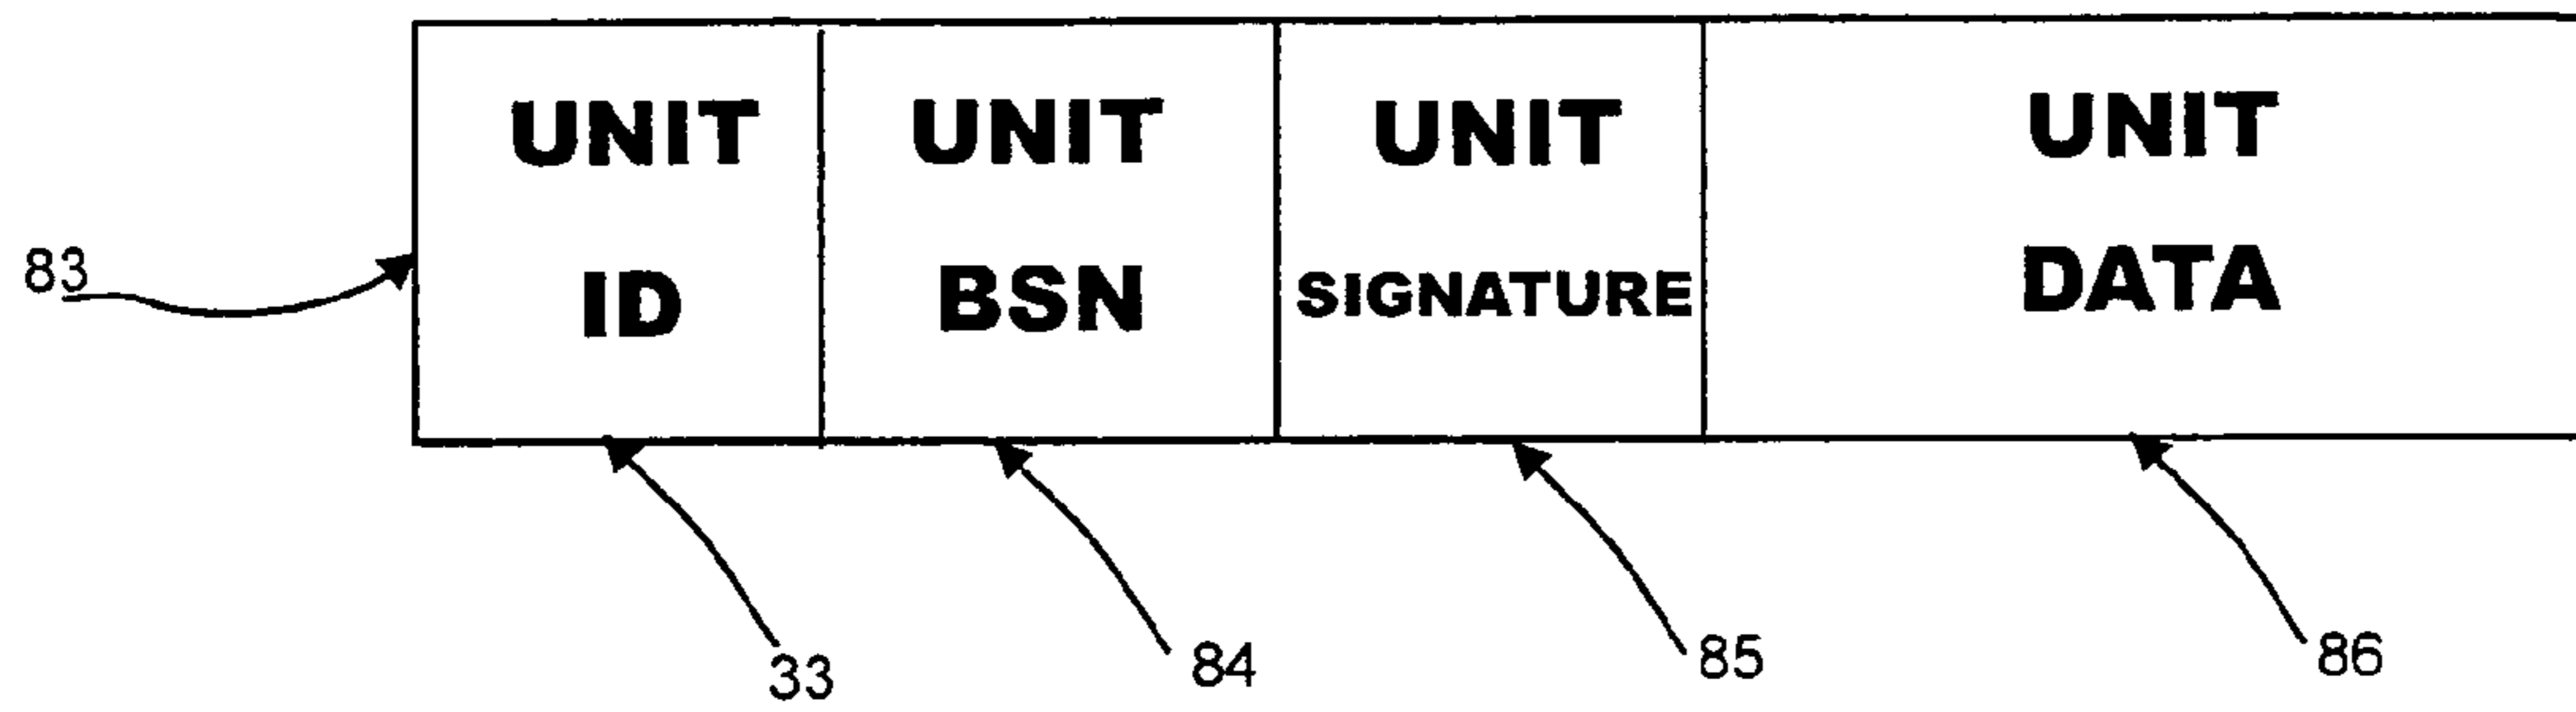 UNIT UNIT UNIT UNIT
ID BSN SIGNATURE DATA
83
33 84 85 86